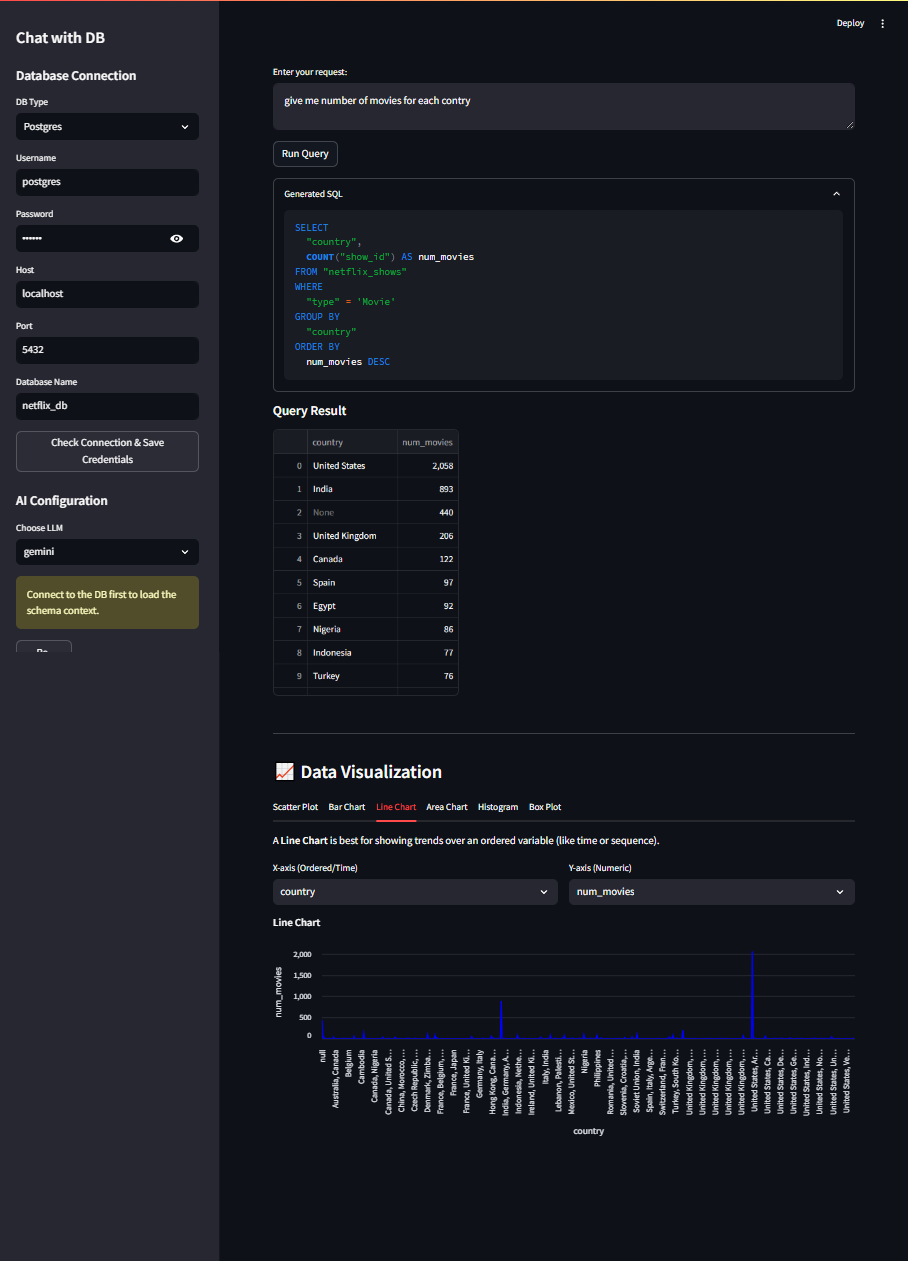 Deploy
Chat with DB
Database Connection
DB Type
Postgres
Username
postgres
Password
••••••
Host
localhost
Port
5432
Database Name
netflix_db
Check Connection & Save
Credentials
AI Configuration
Choose LLM
gemini
Connect to the DB first to load the
schema context.
Enter your request:
give me number of movies for each contry
Run Query
Generated SQL
SELECT
"country",
COUNT("show_id") AS num_movies
FROM "netflix_shows"
WHERE
"type" = 'Movie'
GROUP BY
"country"
ORDER BY
num_movies DESC
Query Result
country num_movies
0 United States 2,058
1 India 893
2 None 440
3 United Kingdom 206
4 Canada 122
5 Spain 97
6 Egypt 92
7 Nigeria 86
8 Indonesia 77
9 Turkey 76
📈 Data Visualization
Scatter Plot Bar Chart Line Chart Area Chart Histogram Box Plot
A Line Chart is best for showing trends over an ordered variable (like time or sequence).
X-axis (Ordered/Time) Y-axis (Numeric)
country num_movies
Line Chart
num_movies
2,000
1,500
1,000
500
0
null
Australia, Canada
Belgium
Cambodia
Canada, Nigeria
Canada, United S…
China, Morocco, …
Czech Republic, …
Denmark, Zimba…
France, Belgium, …
France, Japan
France, United Ki…
Germany, Italy
Hong Kong, Cana…
India, Germany, A…
Indonesia, Nethe…
Ireland, United Ki…
Italy, India
Lebanon, Palesti…
Mexico, United St…
Nigeria
Philippines
Romania, United …
Slovenia, Croatia,…
Soviet Union, India
Spain, Italy, Arge…
Switzerland, Fran…
Turkey, South Ko…
United Kingdom, …
United Kingdom, …
United Kingdom, …
United Kingdom, …
United Kingdom, …
United States, Au…
United States, Ca…
United States, De…
United States, Ge…
United States, Ind…
United States, No…
United States, Un…
United States, Ve…
country